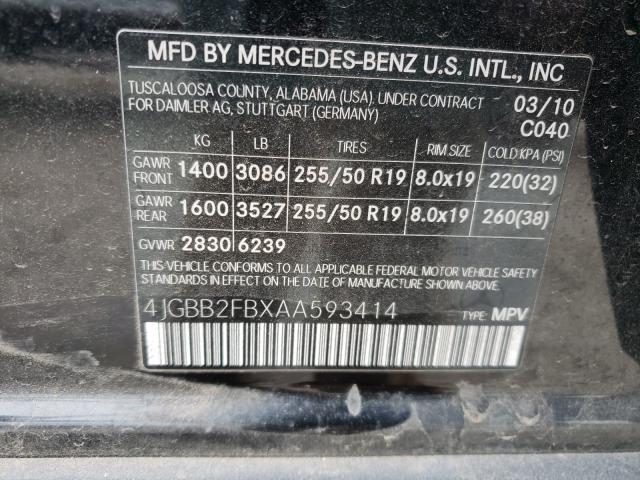 MFD BY MERCEDES-BENZ U.S. INTL., INC
TUSCALOOSA COUNTY, ALABAMA (USA). UNDER CONTRACT 03/10
FOR DAIMLER AG, STUTTGART (GERMANY) C040
KG LB TIRES RIM SIZE COLD KPA (PSI)
GAWR FRONT 1400 3086 255/50 R19 8.0x19 220(32)
GAWR REAR 1600 3527 255/50 R19 8.0x19 260(38)
GVWR 2830 6239
THIS VEHICLE CONFORMS TO ALL APPLICABLE FEDERAL MOTOR VEHICLE SAFETY
STANDARDS IN EFFECT ON THE DATE OF MANUFACTURE SHOWN ABOVE.
4JGBB2FBXAA593414 TYPE: MPV